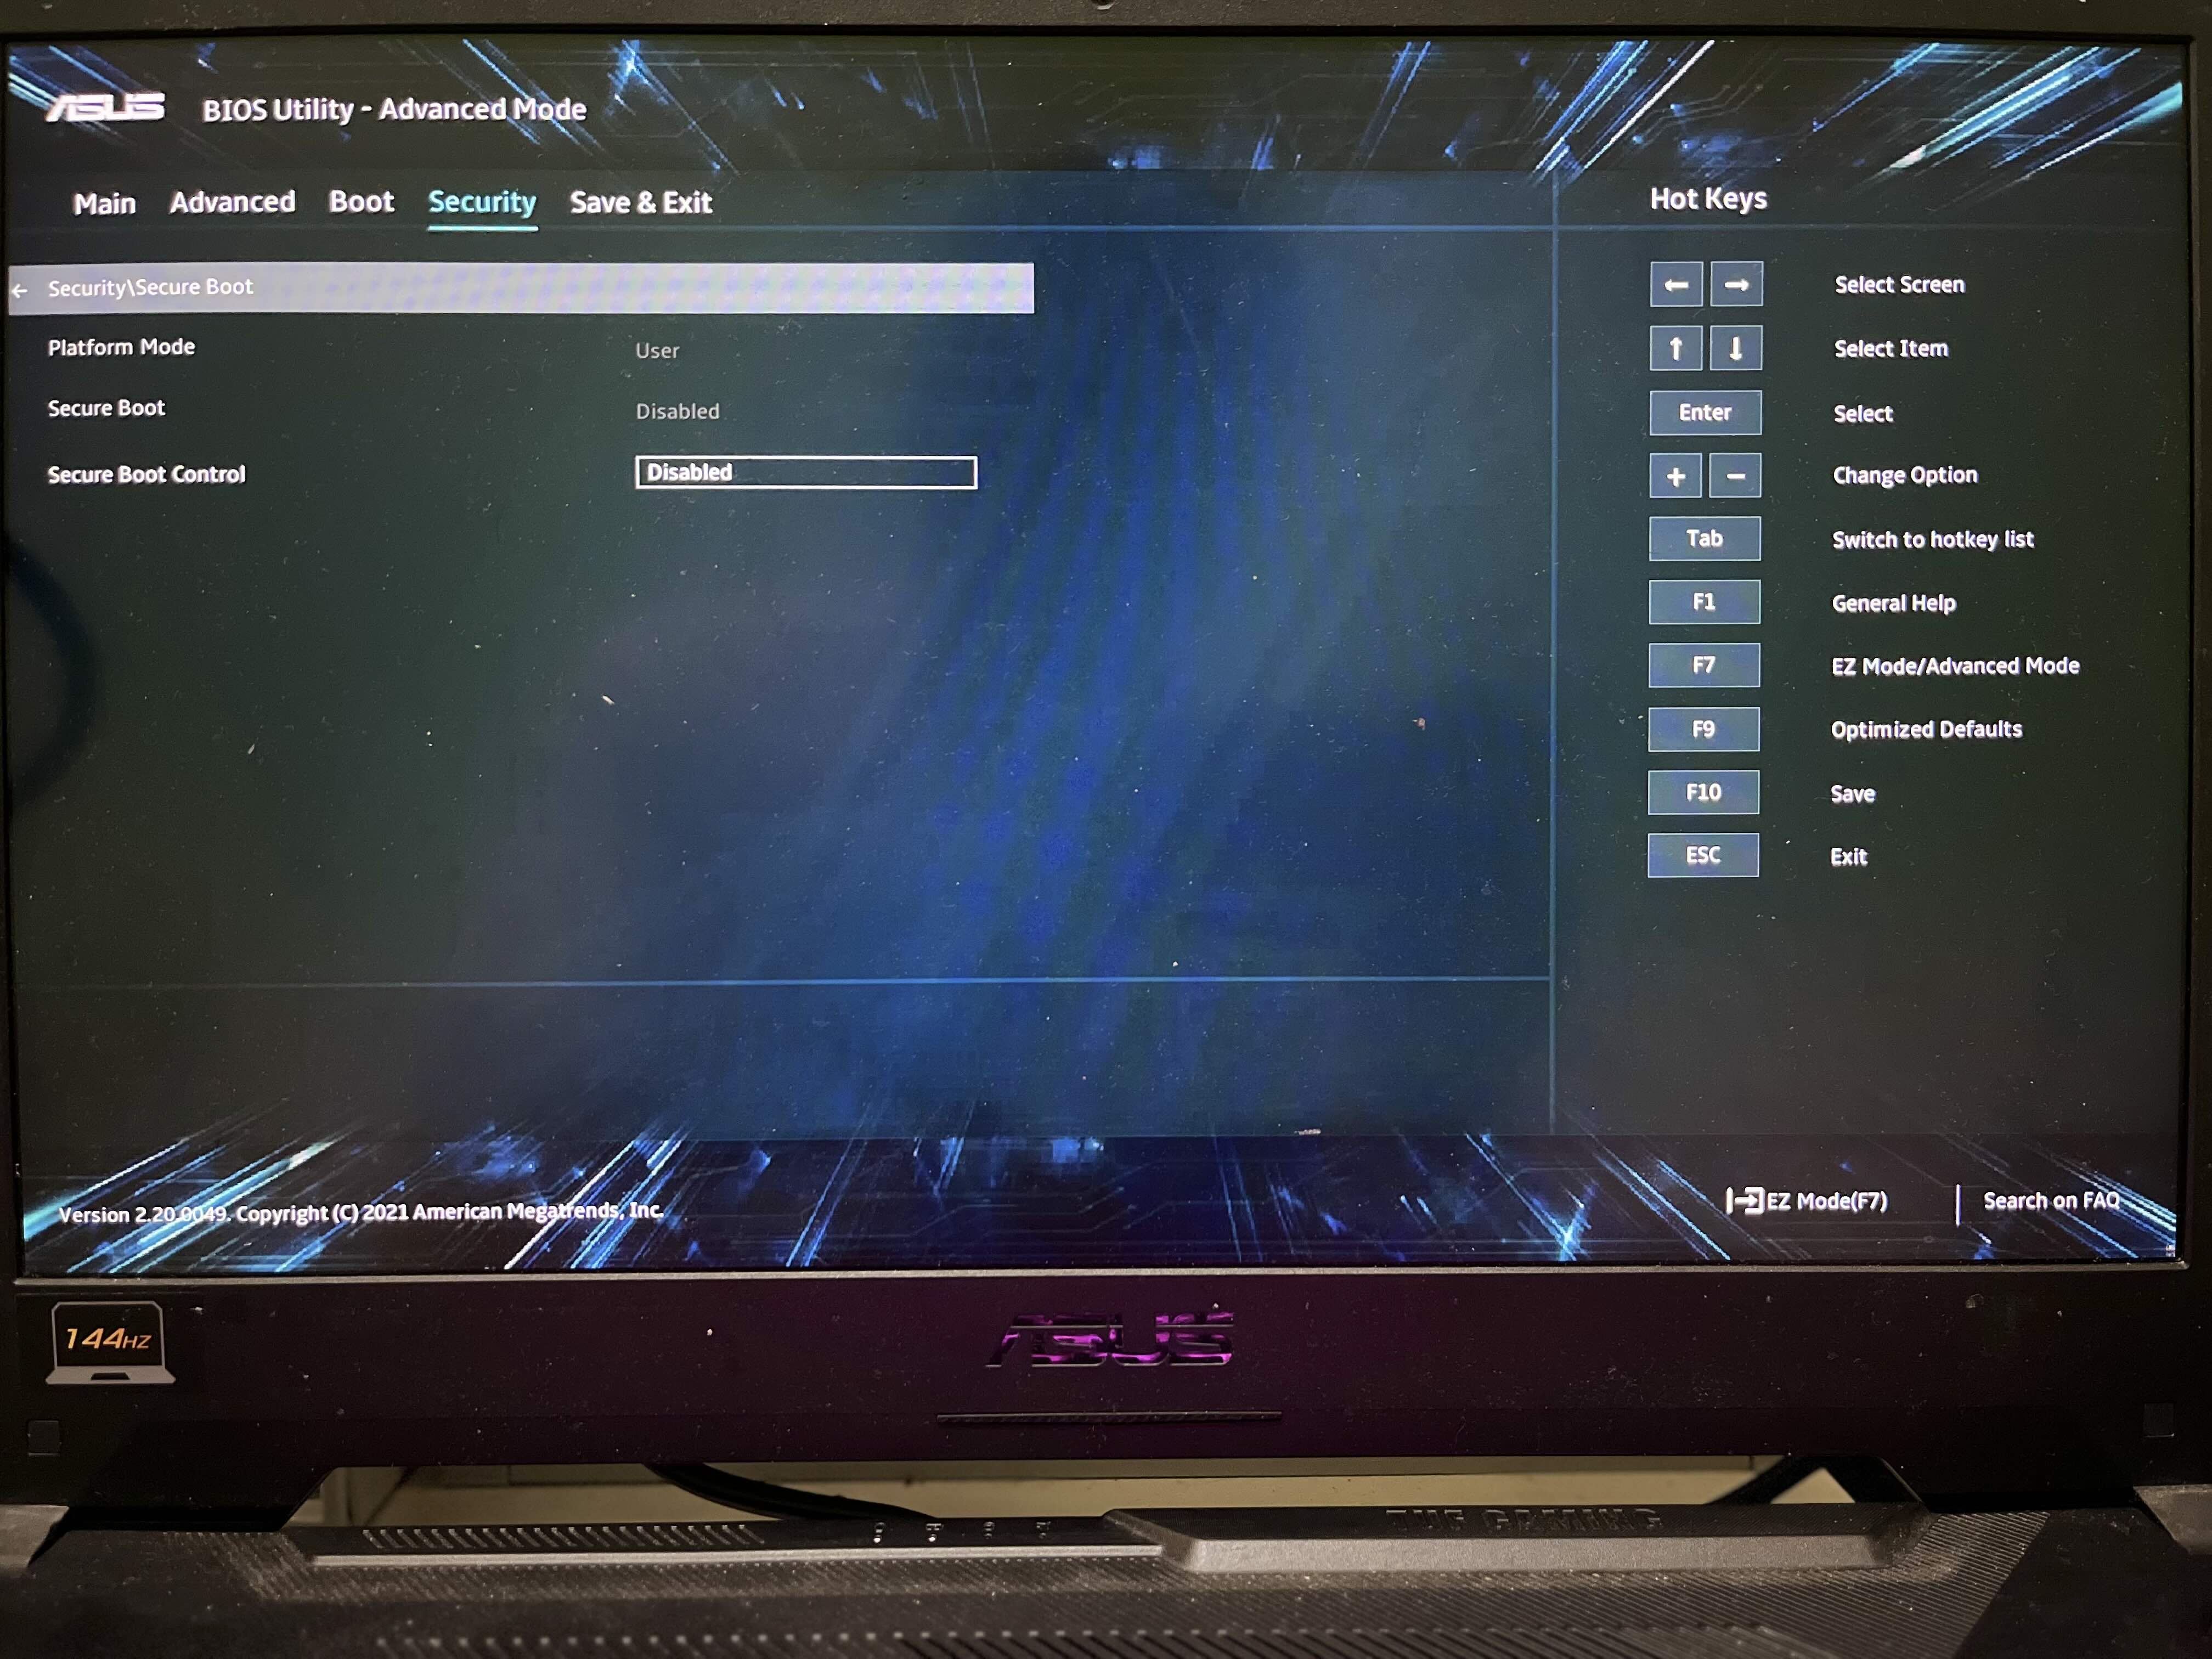 ASUS BIOS Utility - Advanced Mode
Main Advanced Boot Security Save & Exit
Hot Keys
← Security\Secure Boot
Platform Mode User
Secure Boot Disabled
Secure Boot Control Disabled
← → Select Screen
↑ ↓ Select Item
Enter Select
+ − Change Option
Tab Switch to hotkey list
F1 General Help
F7 EZ Mode/Advanced Mode
F9 Optimized Defaults
F10 Save
ESC Exit
Version 2.20.0049. Copyright (C) 2021 American Megatrends, Inc.
EZ Mode(F7) | Search on FAQ
144HZ
ASUS
TUF GAMING